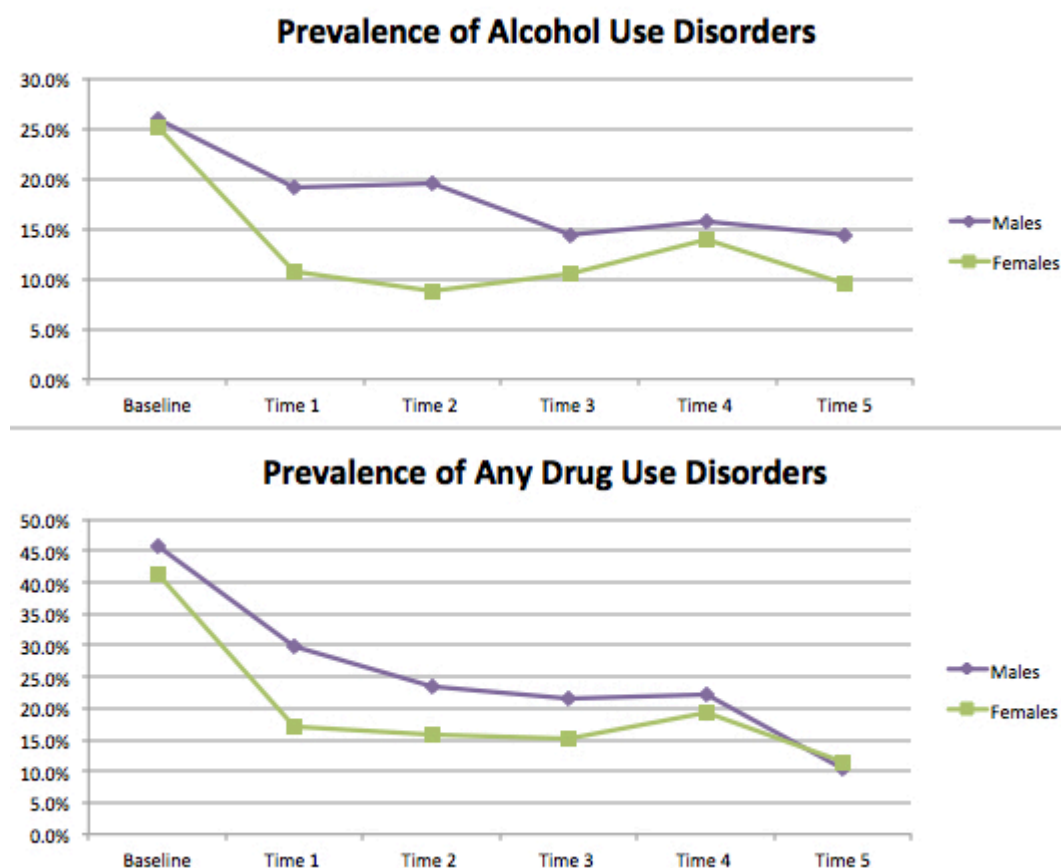 Prevalence of Alcohol Use Disorders
30.0%
25.0%
20.0%
15.0%
10.0%
5.0%
0.0%
Baseline Time 1 Time 2 Time 3 Time 4 Time 5
Males
Females
Prevalence of Any Drug Use Disorders
50.0%
45.0%
40.0%
35.0%
30.0%
25.0%
20.0%
15.0%
10.0%
5.0%
0.0%
Baseline Time 1 Time 2 Time 3 Time 4 Time 5
Males
Females